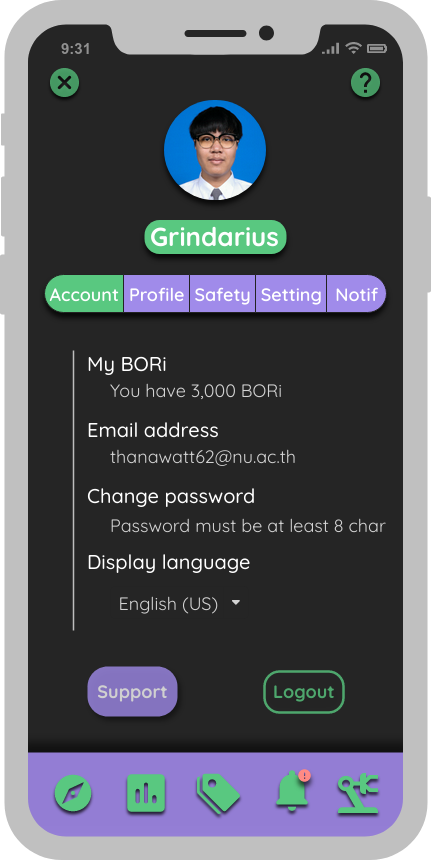 9:31
Grindarius
Account Profile Safety Setting Notif
My BORi
You have 3,000 BORi
Email address
thanawatt62@nu.ac.th
Change password
Password must be at least 8 char
Display language
English (US)
Support Logout